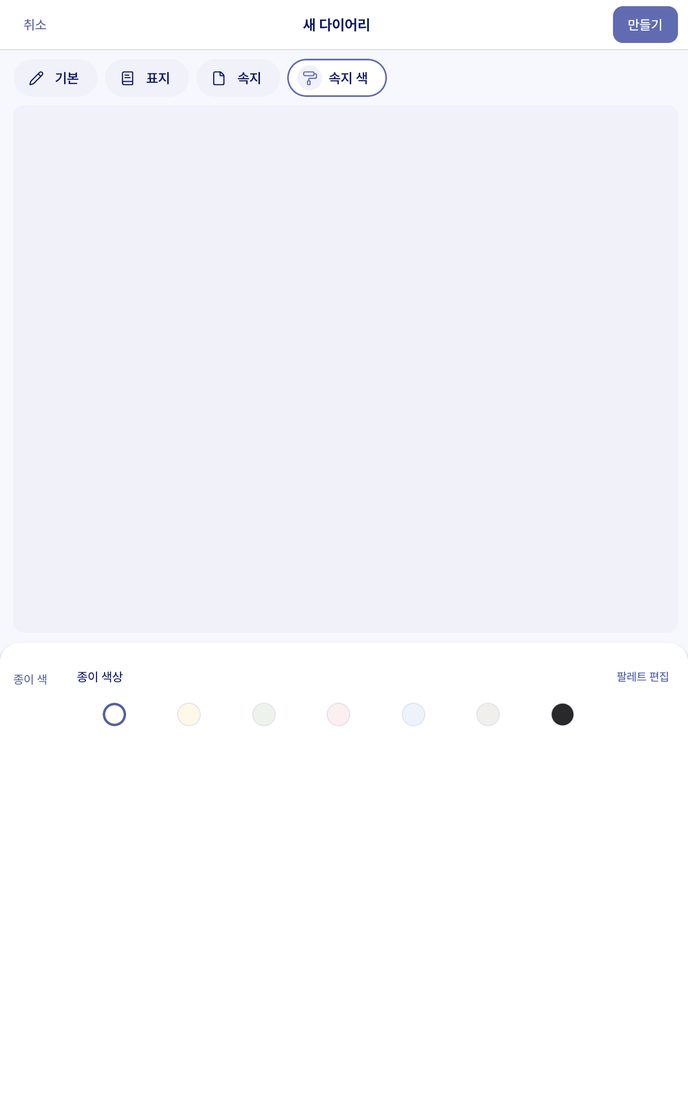 취소 새 다이어리 만들기
기본 표지 속지 속지 색
종이 색 종이 색상 팔레트 편집